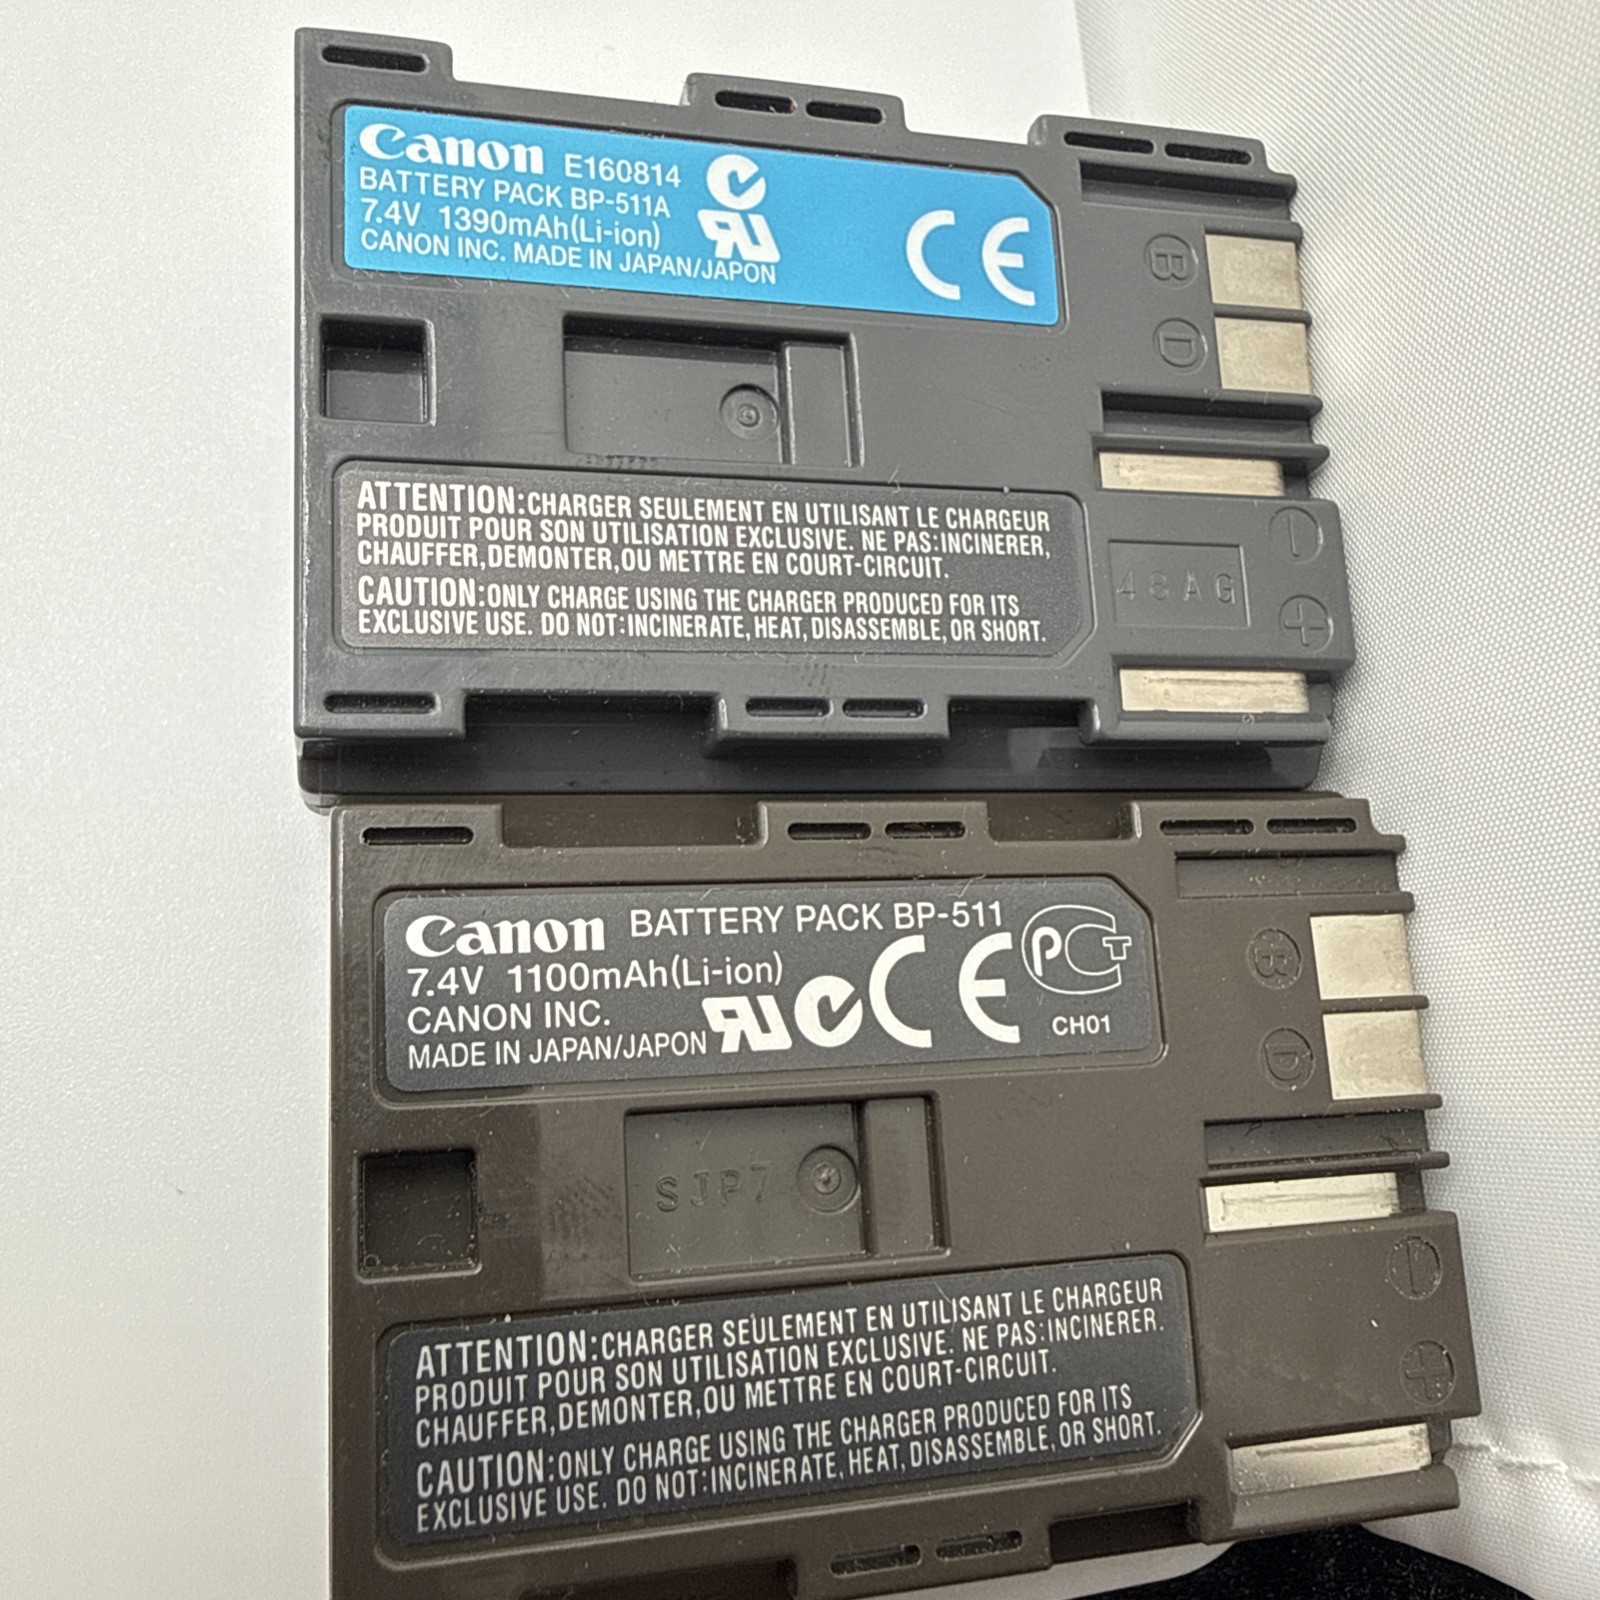 Canon E160814
BATTERY PACK BP-511A
7.4V 1390mAh(Li-ion)
CANON INC. MADE IN JAPAN/JAPON
CE
B
D
ATTENTION:CHARGER SEULEMENT EN UTILISANT LE CHARGEUR
PRODUIT POUR SON UTILISATION EXCLUSIVE. NE PAS:INCINERER,
CHAUFFER,DEMONTER,OU METTRE EN COURT-CIRCUIT.
CAUTION:ONLY CHARGE USING THE CHARGER PRODUCED FOR ITS
EXCLUSIVE USE. DO NOT:INCINERATE, HEAT, DISASSEMBLE, OR SHORT.
Canon BATTERY PACK BP-511
7.4V 1100mAh(Li-ion)
CANON INC.
MADE IN JAPAN/JAPON
CE
CH01
B
D
SJP7
ATTENTION:CHARGER SEULEMENT EN UTILISANT LE CHARGEUR
PRODUIT POUR SON UTILISATION EXCLUSIVE. NE PAS:INCINERER.
CHAUFFER,DEMONTER,OU METTRE EN COURT-CIRCUIT.
CAUTION:ONLY CHARGE USING THE CHARGER PRODUCED FOR ITS
EXCLUSIVE USE. DO NOT:INCINERATE, HEAT, DISASSEMBLE, OR SHORT.